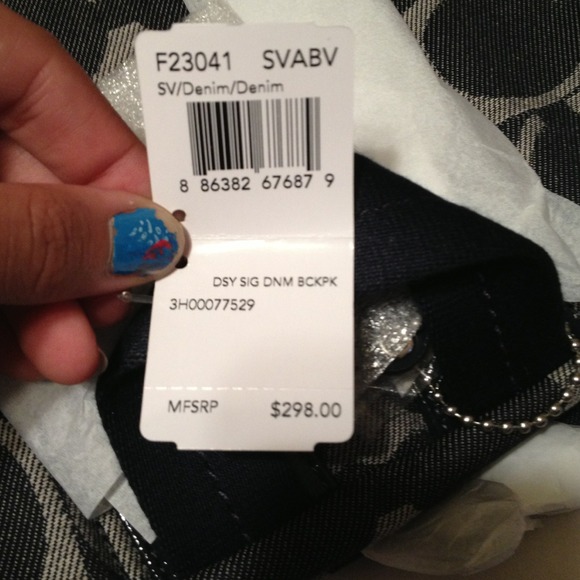 F23041 SVABV
SV/Denim/Denim
8 86382 67687 9
DSY SIG DNM BCKPK
3H00077529
MFSRP $298.00